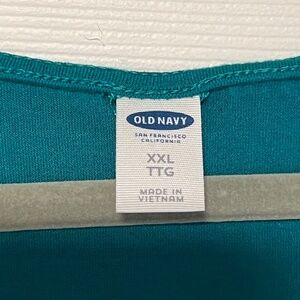 OLD NAVY
SAN FRANCISCO
CALIFORNIA
XXL
TTG
MADE IN
VIETNAM